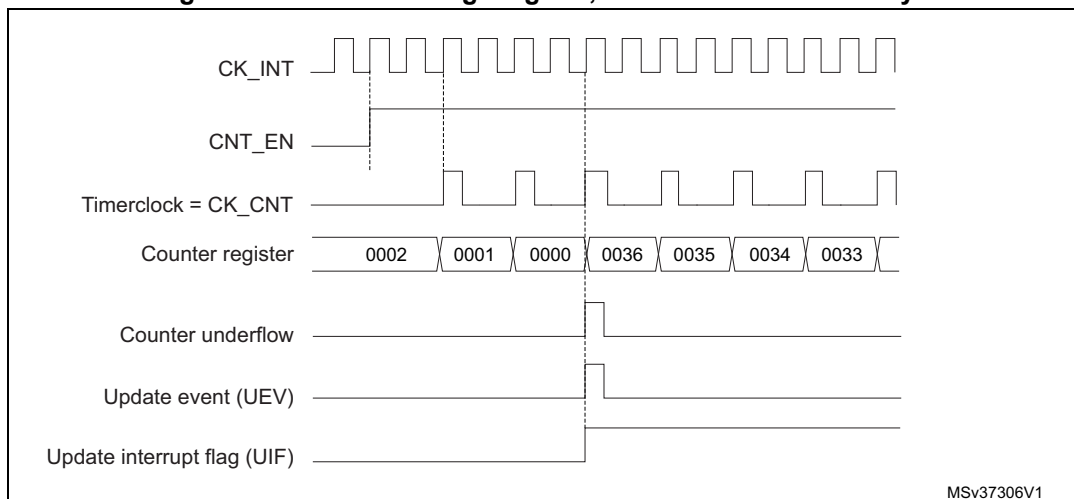 CK_INT
CNT_EN
Timerclock = CK_CNT
Counter register 0002 0001 0000 0036 0035 0034 0033
Counter underflow
Update event (UEV)
Update interrupt flag (UIF)
MSv37306V1